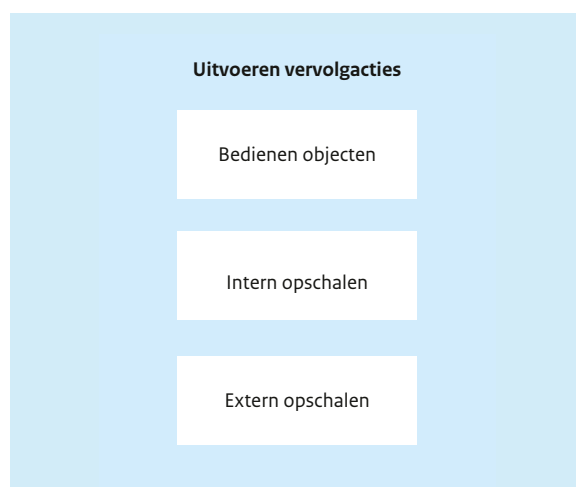 Uitvoeren vervolgacties
Bedienen objecten
Intern opschalen
Extern opschalen